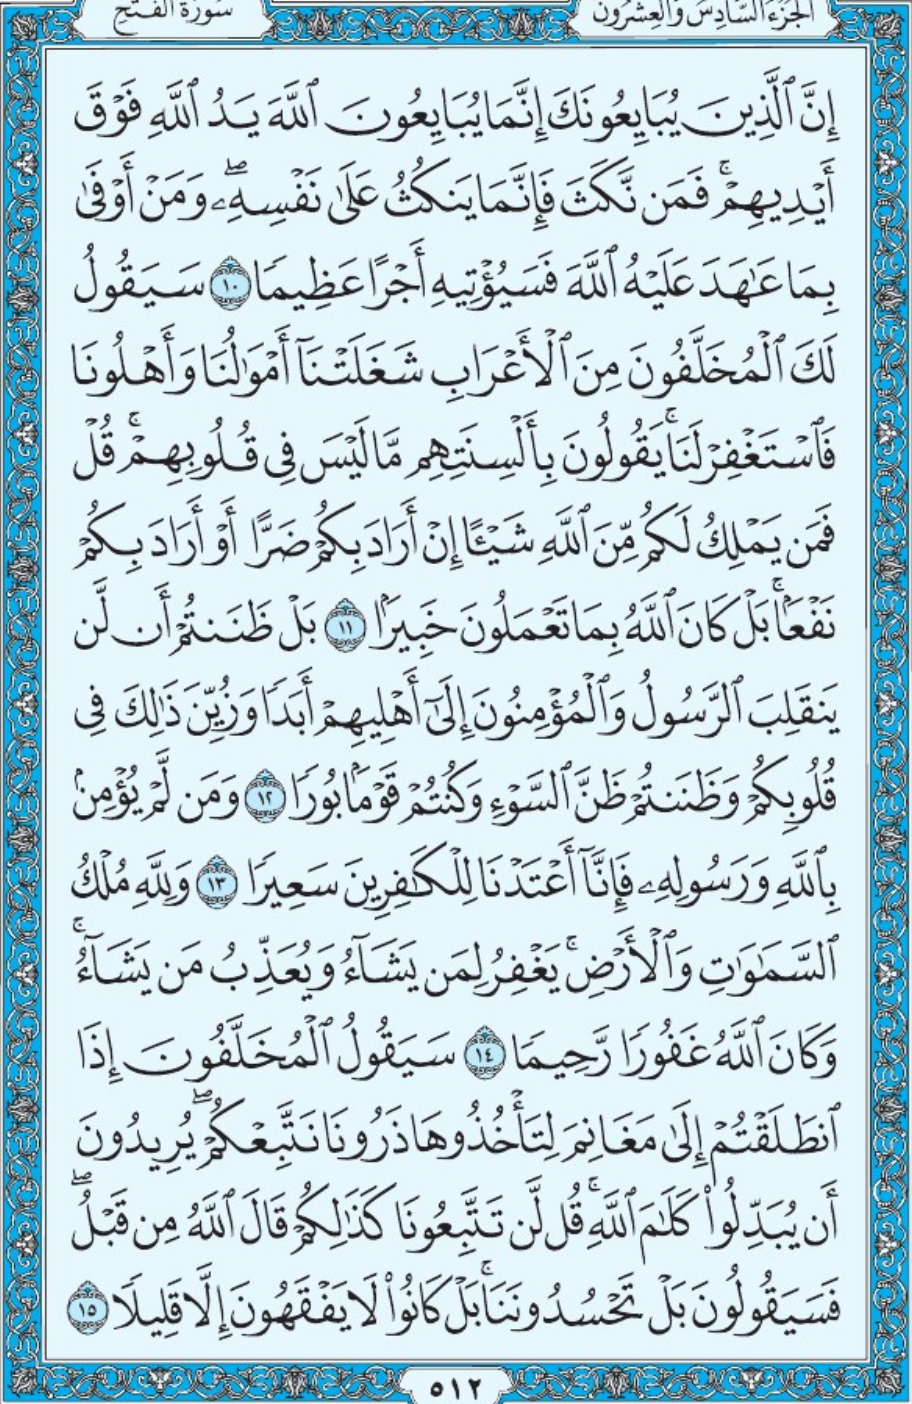 الجزء السادس والعشرون
سورة الفتح
إِنَّ ٱلَّذِينَ يُبَايِعُونَكَ إِنَّمَا يُبَايِعُونَ ٱللَّهَ يَدُ ٱللَّهِ فَوْقَ
أَيْدِيهِمْ ۚ فَمَن نَّكَثَ فَإِنَّمَا يَنكُثُ عَلَىٰ نَفْسِهِۦ ۖ وَمَنْ أَوْفَىٰ
بِمَا عَـٰهَدَ عَلَيْهُ ٱللَّهَ فَسَيُؤْتِيهِ أَجْرًا عَظِيمًا ١٠ سَيَقُولُ
لَكَ ٱلْمُخَلَّفُونَ مِنَ ٱلْأَعْرَابِ شَغَلَتْنَآ أَمْوَٰلُنَا وَأَهْلُونَا
فَٱسْتَغْفِرْ لَنَا ۚ يَقُولُونَ بِأَلْسِنَتِهِم مَّا لَيْسَ فِى قُلُوبِهِمْ ۚ قُلْ
فَمَن يَمْلِكُ لَكُم مِّنَ ٱللَّهِ شَيْـًٔا إِنْ أَرَادَ بِكُمْ ضَرًّا أَوْ أَرَادَ بِكُمْ
نَفْعًۢا ۚ بَلْ كَانَ ٱللَّهُ بِمَا تَعْمَلُونَ خَبِيرًۢا ١١ بَلْ ظَنَنتُمْ أَن لَّن
يَنقَلِبَ ٱلرَّسُولُ وَٱلْمُؤْمِنُونَ إِلَىٰٓ أَهْلِيهِمْ أَبَدًا وَزُيِّنَ ذَٰلِكَ فِى
قُلُوبِكُمْ وَظَنَنتُمْ ظَنَّ ٱلسَّوْءِ وَكُنتُمْ قَوْمًۢا بُورًا ١٢ وَمَن لَّمْ يُؤْمِنۢ
بِٱللَّهِ وَرَسُولِهِۦ فَإِنَّآ أَعْتَدْنَا لِلْكَـٰفِرِينَ سَعِيرًا ١٣ وَلِلَّهِ مُلْكُ
ٱلسَّمَـٰوَٰتِ وَٱلْأَرْضِ ۚ يَغْفِرُ لِمَن يَشَآءُ وَيُعَذِّبُ مَن يَشَآءُ ۚ
وَكَانَ ٱللَّهُ غَفُورًا رَّحِيمًا ١٤ سَيَقُولُ ٱلْمُخَلَّفُونَ إِذَا
ٱنطَلَقْتُمْ إِلَىٰ مَغَانِمَ لِتَأْخُذُوهَا ذَرُونَا نَتَّبِعْكُمْ ۖ يُرِيدُونَ
أَن يُبَدِّلُوا۟ كَلَـٰمَ ٱللَّهِ ۚ قُل لَّن تَتَّبِعُونَا كَذَٰلِكُمْ قَالَ ٱللَّهُ مِن قَبْلُ ۖ
فَسَيَقُولُونَ بَلْ تَحْسُدُونَنَا ۚ بَلْ كَانُوا۟ لَا يَفْقَهُونَ إِلَّا قَلِيلًا ١٥
٥١٢